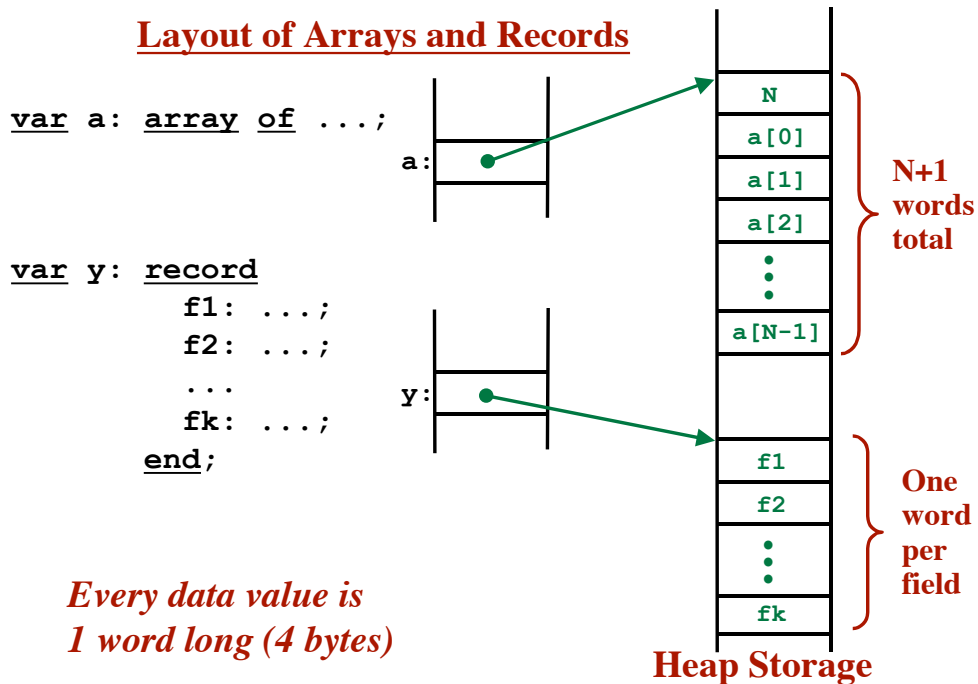 Layout of Arrays and Records
var a: array of ...;
a:
N
a[0]
a[1]
a[2]
a[N-1]
N+1
words
total
var y: record
f1: ...;
f2: ...;
...
fk: ...;
end;
y:
f1
f2
fk
One
word
per
field
Every data value is
1 word long (4 bytes)
Heap Storage